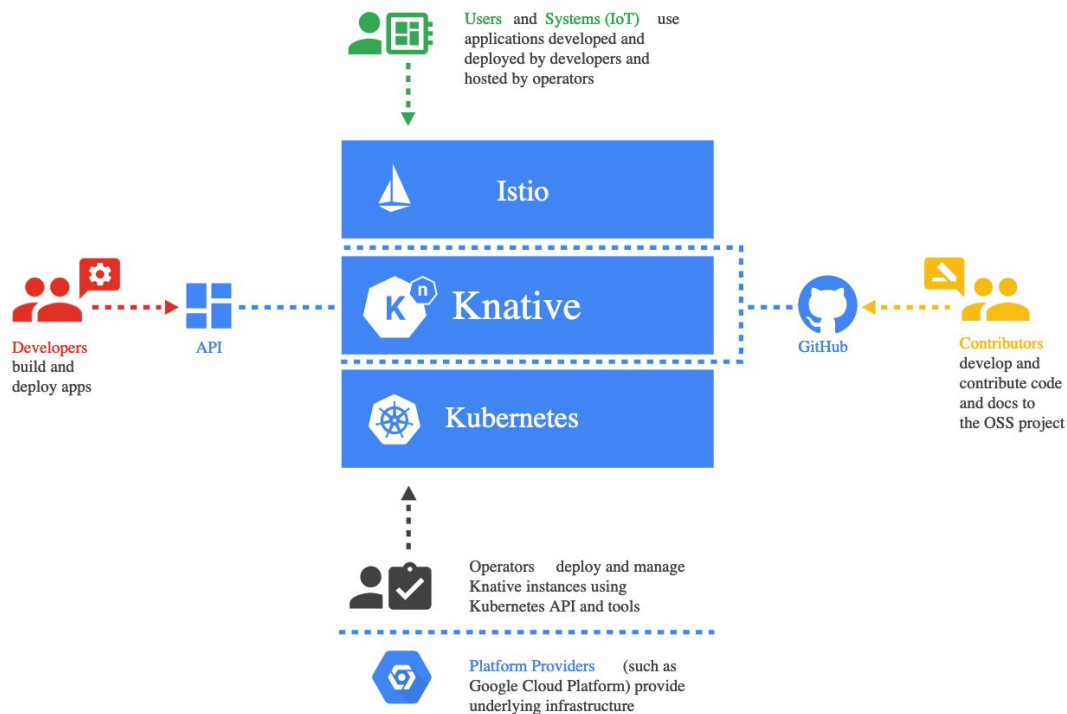 Users and Systems (IoT) use
applications developed and
deployed by developers and
hosted by operators
Istio
K
n
Knative
Developers
build and
deploy apps
API
GitHub
Contributors
develop and
contribute code
and docs to
the OSS project
Kubernetes
Operators deploy and manage
Knative instances using
Kubernetes API and tools
Platform Providers (such as
Google Cloud Platform) provide
underlying infrastructure